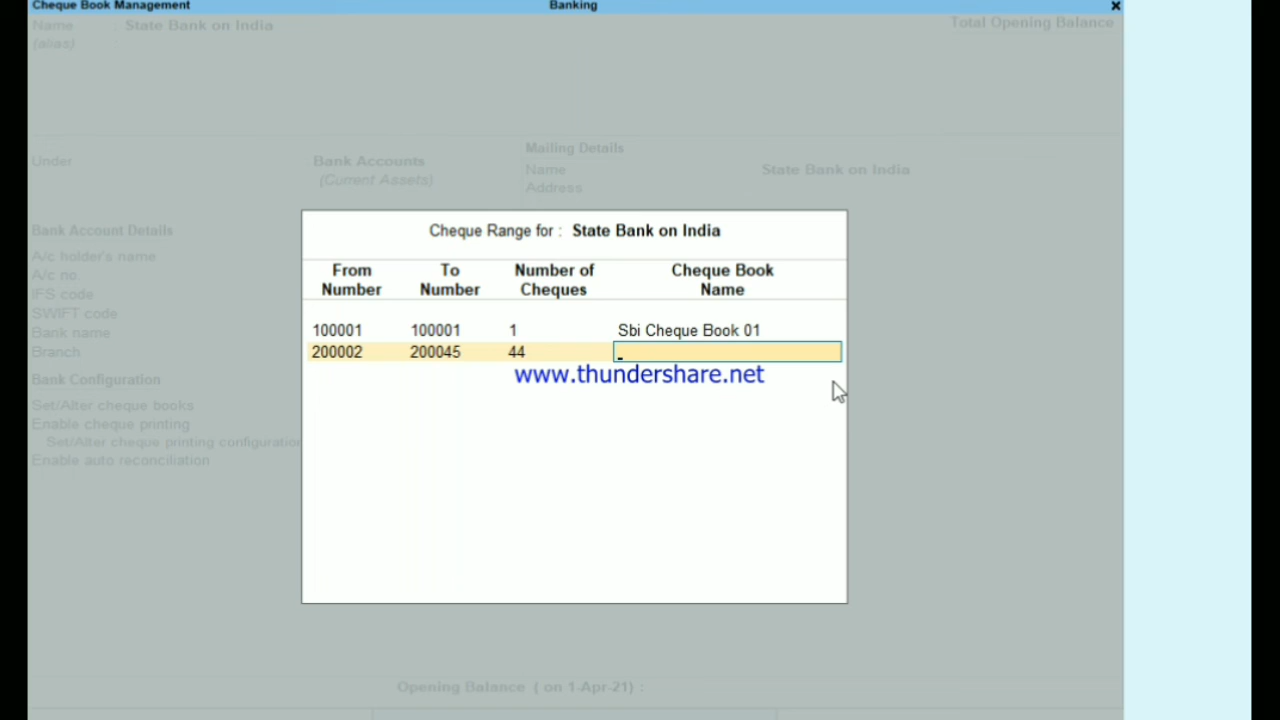 Cheque Book Management Banking ×
Name : State Bank on India Total Opening Balance
(alias)
Under Bank Accounts
(Current Assets)
Mailing Details
Name State Bank on India
Address
Bank Account Details
A/c holder's name
A/c no.
IFS code
SWIFT code
Bank name
Branch
Bank Configuration
Set/Alter cheque books
Enable cheque printing
Set/Alter cheque printing configuration
Enable auto reconciliation
Cheque Range for : State Bank on India
From To Number of Cheque Book
Number Number Cheques Name
100001 100001 1 Sbi Cheque Book 01
200002 200045 44
www.thundershare.net
Opening Balance ( on 1-Apr-21) :